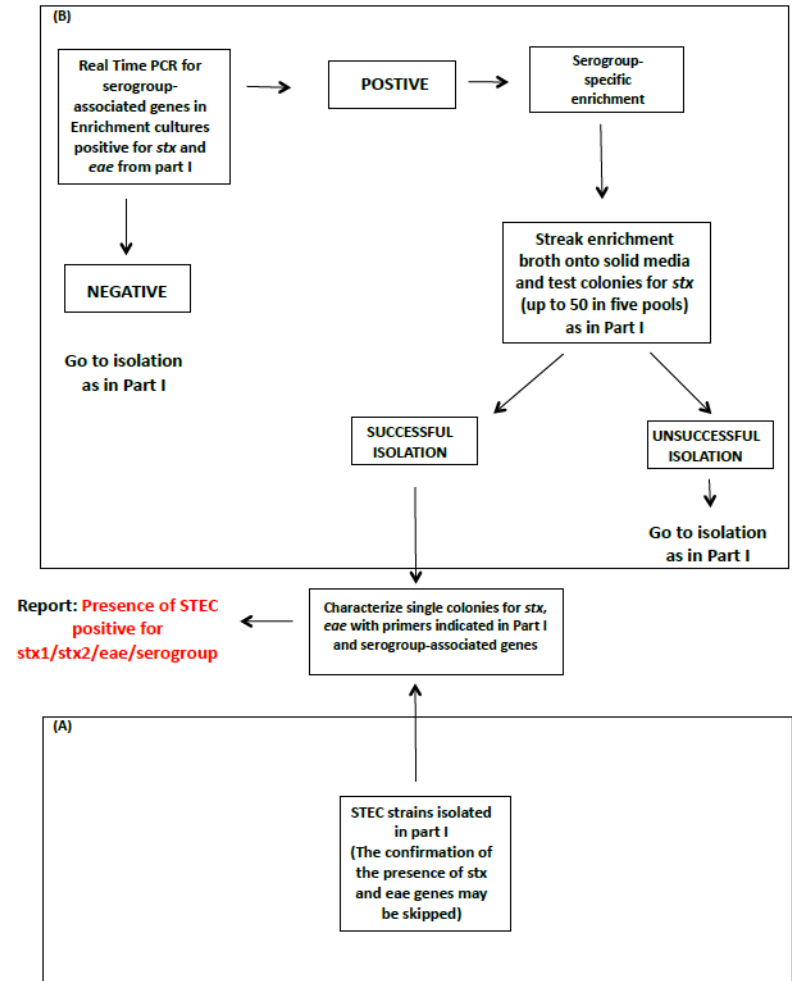 (B)
Real Time PCR for
serogroup-
associated genes in
Enrichment cultures
positive for stx and
eae from part I
POSTIVE
Serogroup-
specific
enrichment
NEGATIVE
Go to isolation
as in Part I
Streak enrichment
broth onto solid media
and test colonies for stx
(up to 50 in five pools)
as in Part I
SUCCESSFUL
ISOLATION
UNSUCCESSFUL
ISOLATION
Go to isolation
as in Part I
Report: Presence of STEC
positive for
stx1/stx2/eae/serogroup
Characterize single colonies for stx,
eae with primers indicated in Part I
and serogroup-associated genes
(A)
STEC strains isolated
in part I
(The confirmation of
the presence of stx
and eae genes may
be skipped)